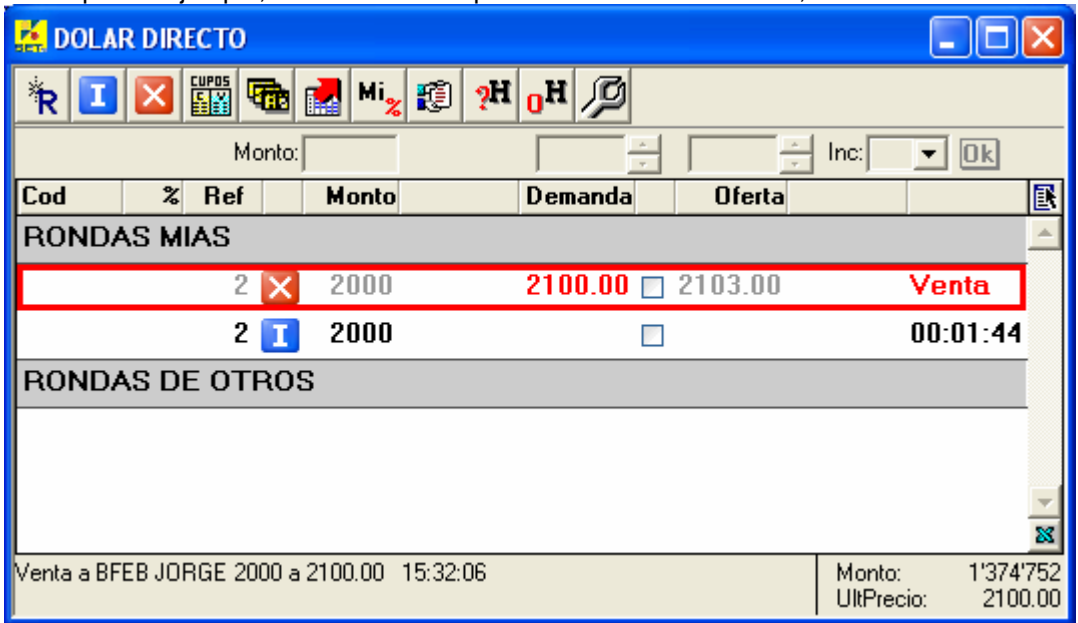 DOLAR DIRECTO
R I X CUPOS Mi% ?H 0H
Monto: Inc: Ok
Cod % Ref Monto Demanda Oferta
RONDAS MIAS
2 X 2000 2100.00 2103.00 Venta
2 I 2000 00:01:44
RONDAS DE OTROS
Venta a BFEB JORGE 2000 a 2100.00 15:32:06
Monto: 1'374'752
UltPrecio: 2100.00